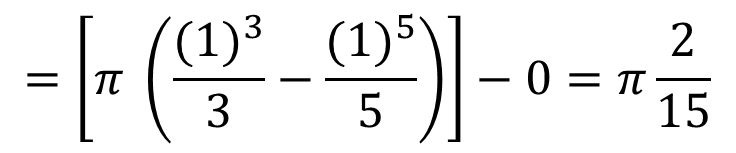 = [π ((1)³/3 − (1)⁵/5)] − 0 = π 2/15